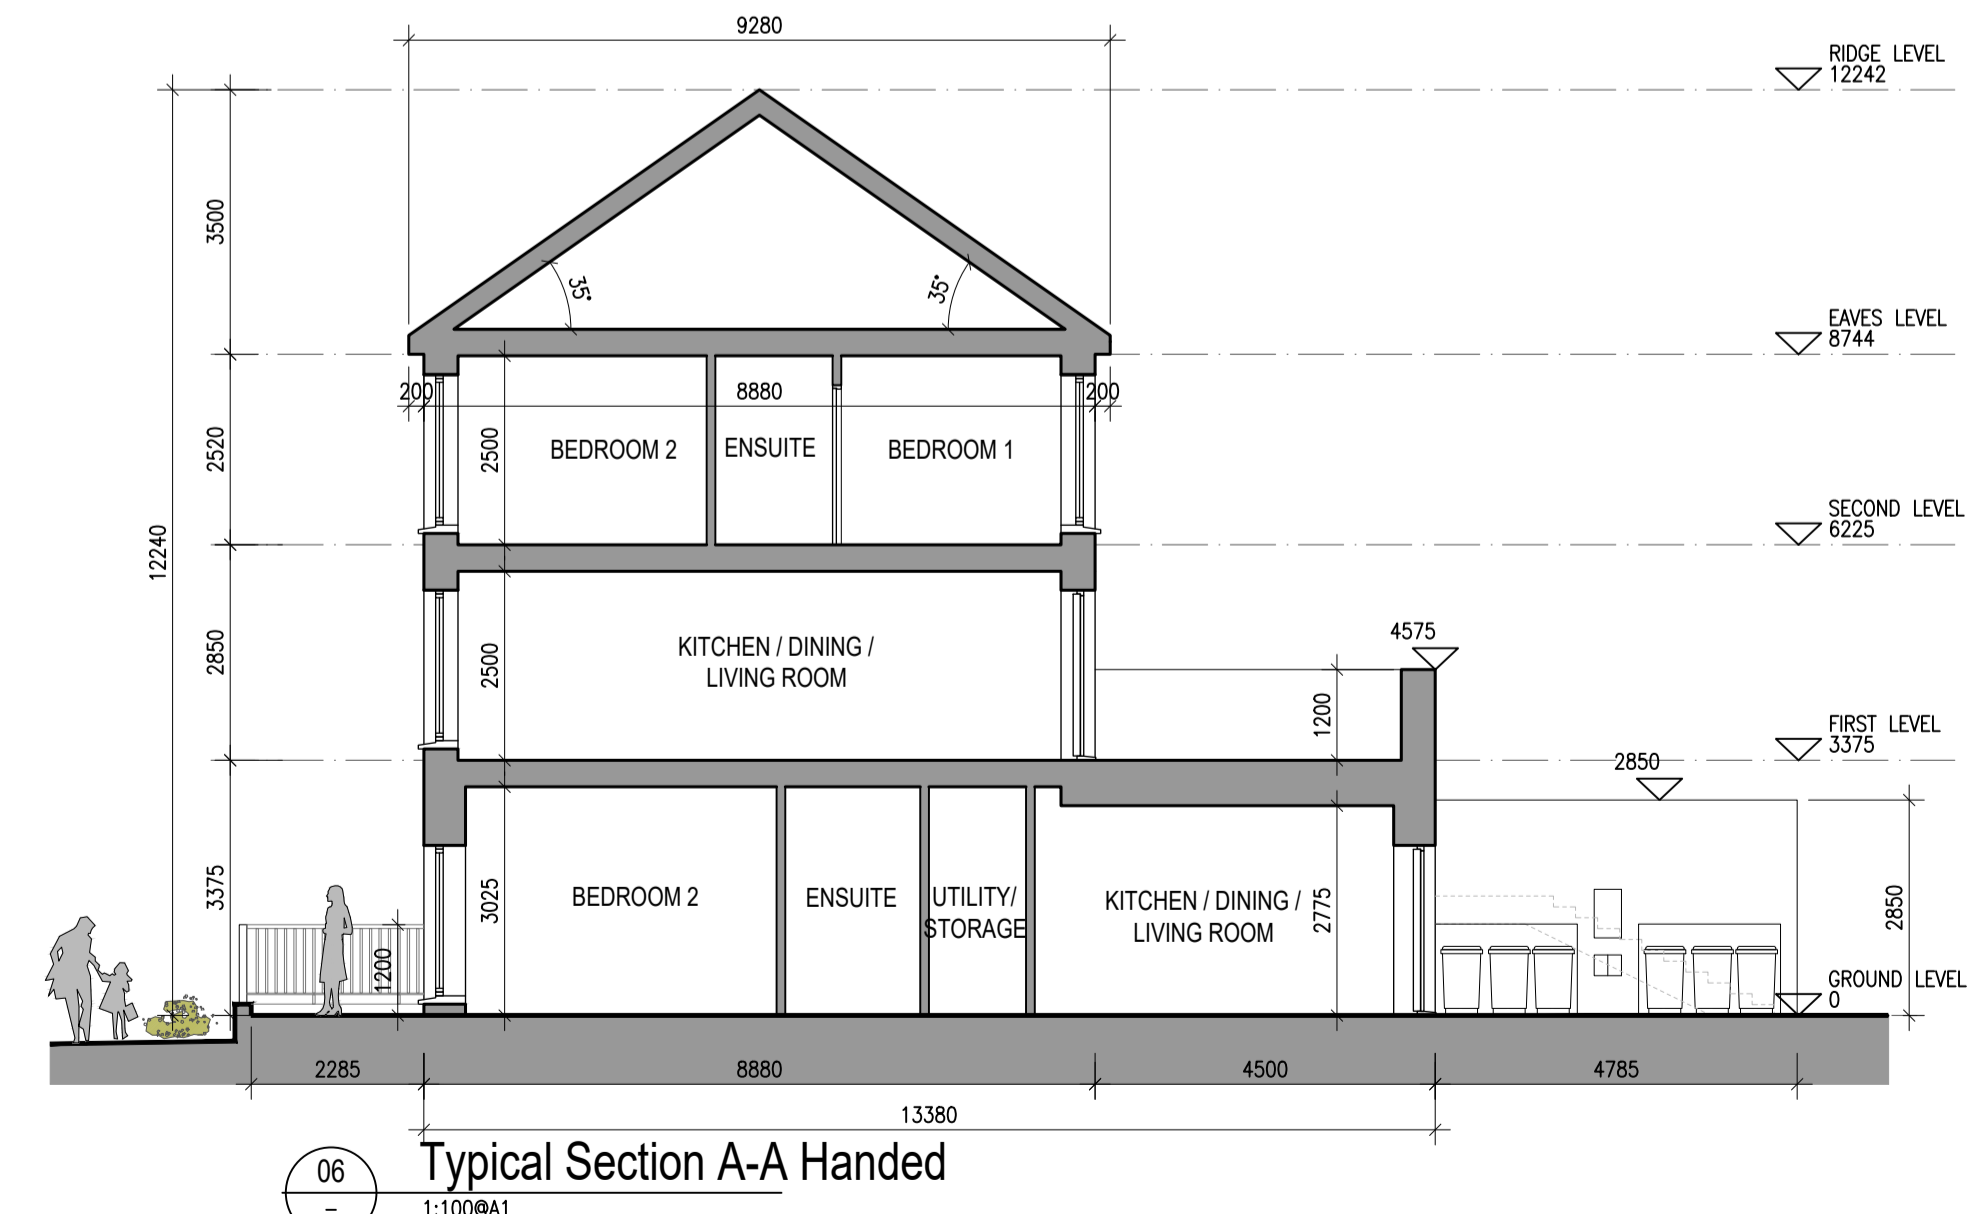 9280
RIDGE LEVEL
12242
3500
35°
35°
EAVES LEVEL
8744
200
8880
200
2520
2500
BEDROOM 2
ENSUITE
BEDROOM 1
SECOND LEVEL
6225
12240
2850
2500
KITCHEN / DINING /
LIVING ROOM
4575
1200
FIRST LEVEL
3375
2850
3375
3025
BEDROOM 2
ENSUITE
UTILITY/
STORAGE
KITCHEN / DINING /
LIVING ROOM
2775
2850
1200
GROUND LEVEL
0
2285
8880
4500
4785
13380
06
–
Typical Section A-A Handed
1:100@A1